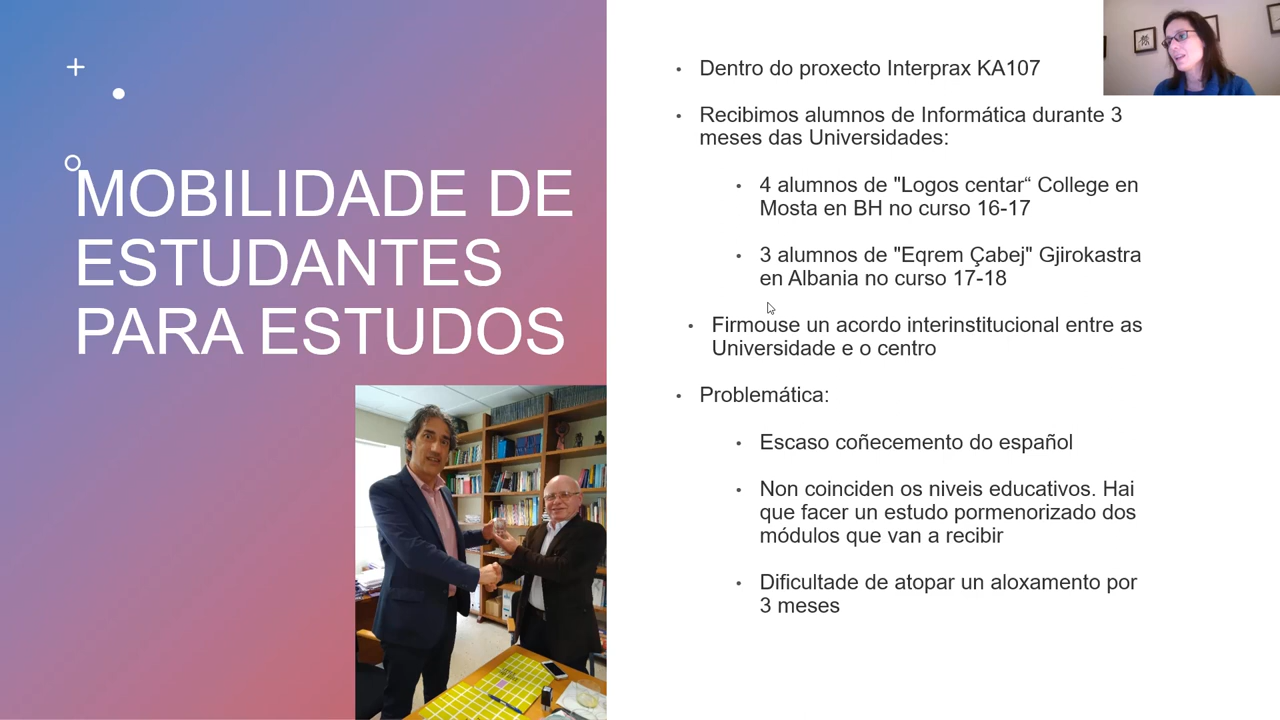 MOBILIDADE DE
ESTUDANTES
PARA ESTUDOS
Dentro do proxecto Interprax KA107
Recibimos alumnos de Informática durante 3
meses das Universidades:
4 alumnos de "Logos centar“ College en
Mosta en BH no curso 16-17
3 alumnos de "Eqrem Çabej" Gjirokastra
en Albania no curso 17-18
Firmouse un acordo interinstitucional entre as
Universidade e o centro
Problemática:
Escaso coñecemento do español
Non coinciden os niveis educativos. Hai
que facer un estudo pormenorizado dos
módulos que van a recibir
Dificultade de atopar un aloxamento por
3 meses